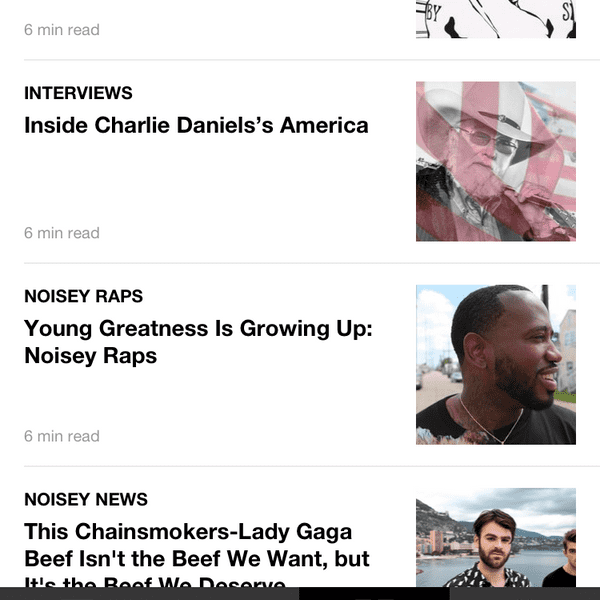 BY
6 min read
INTERVIEWS
Inside Charlie Daniels’s America
6 min read
NOISEY RAPS
Young Greatness Is Growing Up:
Noisey Raps
6 min read
NOISEY NEWS
This Chainsmokers-Lady Gaga
Beef Isn't the Beef We Want, but
It's the Beef We Deserve